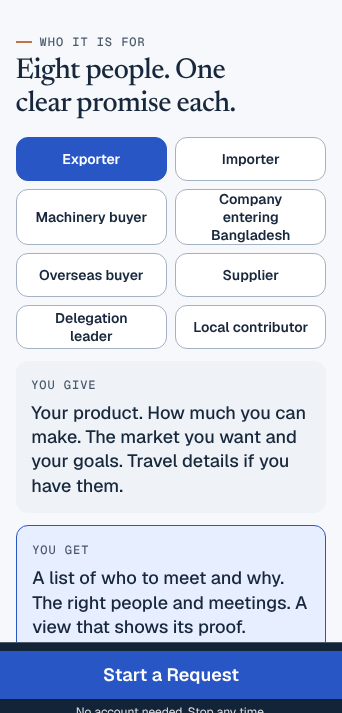 WHO IT IS FOR
Eight people. One
clear promise each.
Exporter
Importer
Machinery buyer
Company
entering
Bangladesh
Overseas buyer
Supplier
Delegation
leader
Local contributor
YOU GIVE
Your product. How much you can
make. The market you want and
your goals. Travel details if you
have them.
YOU GET
A list of who to meet and why.
The right people and meetings. A
view that shows its proof.
Start a Request
No account needed. Stop any time.